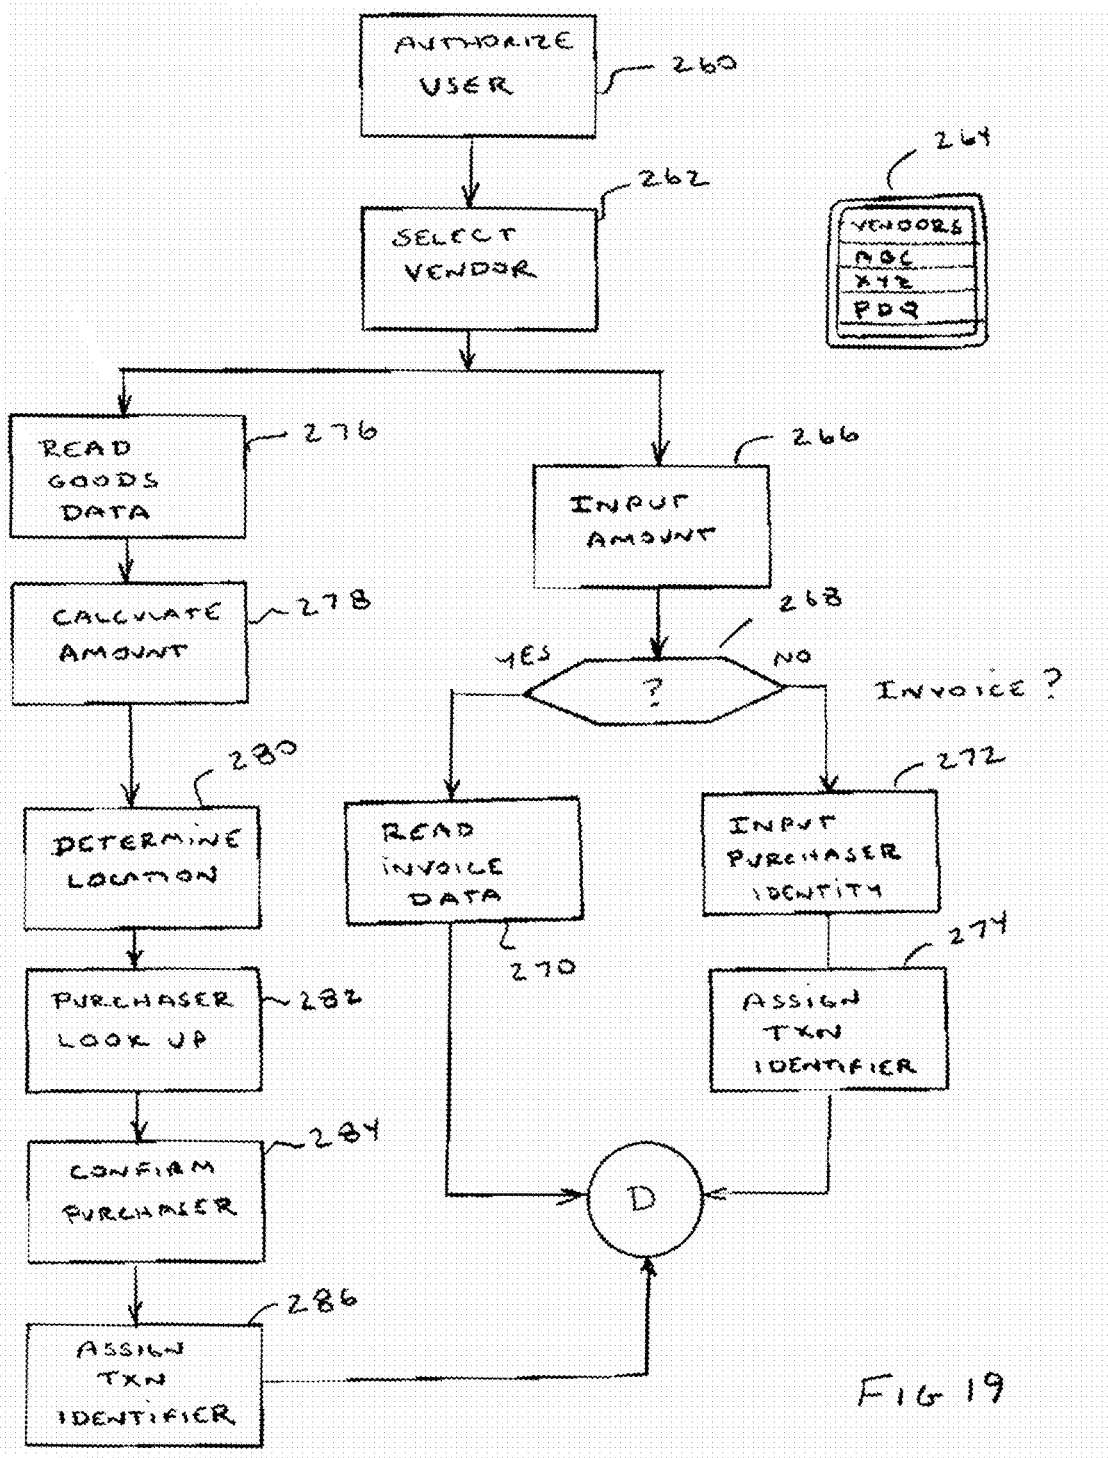 AUTHORIZE
USER
260
264
262
SELECT
VENDOR
VENDORS
ABC
XYZ
PDQ
276
READ
GOODS
DATA
266
INPUT
AMOUNT
278
CALCULATE
AMOUNT
268
YES
NO
?
INVOICE?
280
272
DETERMINE
LOCATION
READ
INVOICE
DATA
270
INPUT
PURCHASER
IDENTITY
274
PURCHASER
LOOK UP
282
ASSIGN
TXN
IDENTIFIER
284
CONFIRM
PURCHASER
D
286
ASSIGN
TXN
IDENTIFIER
FIG 19